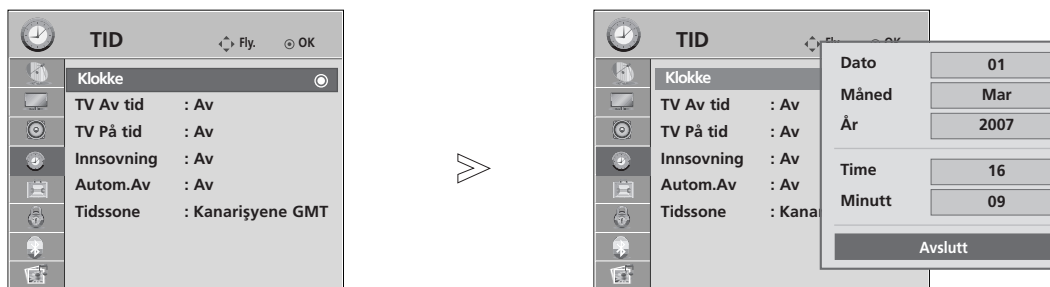 TID Fly. OK
Klokke
TV Av tid : Av
TV På tid : Av
Innsovning : Av
Autom.Av : Av
Tidssone : Kanarişyene GMT
>
TID OK
Klokke
TV Av tid : Av
TV På tid : Av
Innsovning : Av
Autom.Av : Av
Tidssone : Kanar
Dato 01
Måned Mar
År 2007
Time 16
Minutt 09
Avslutt